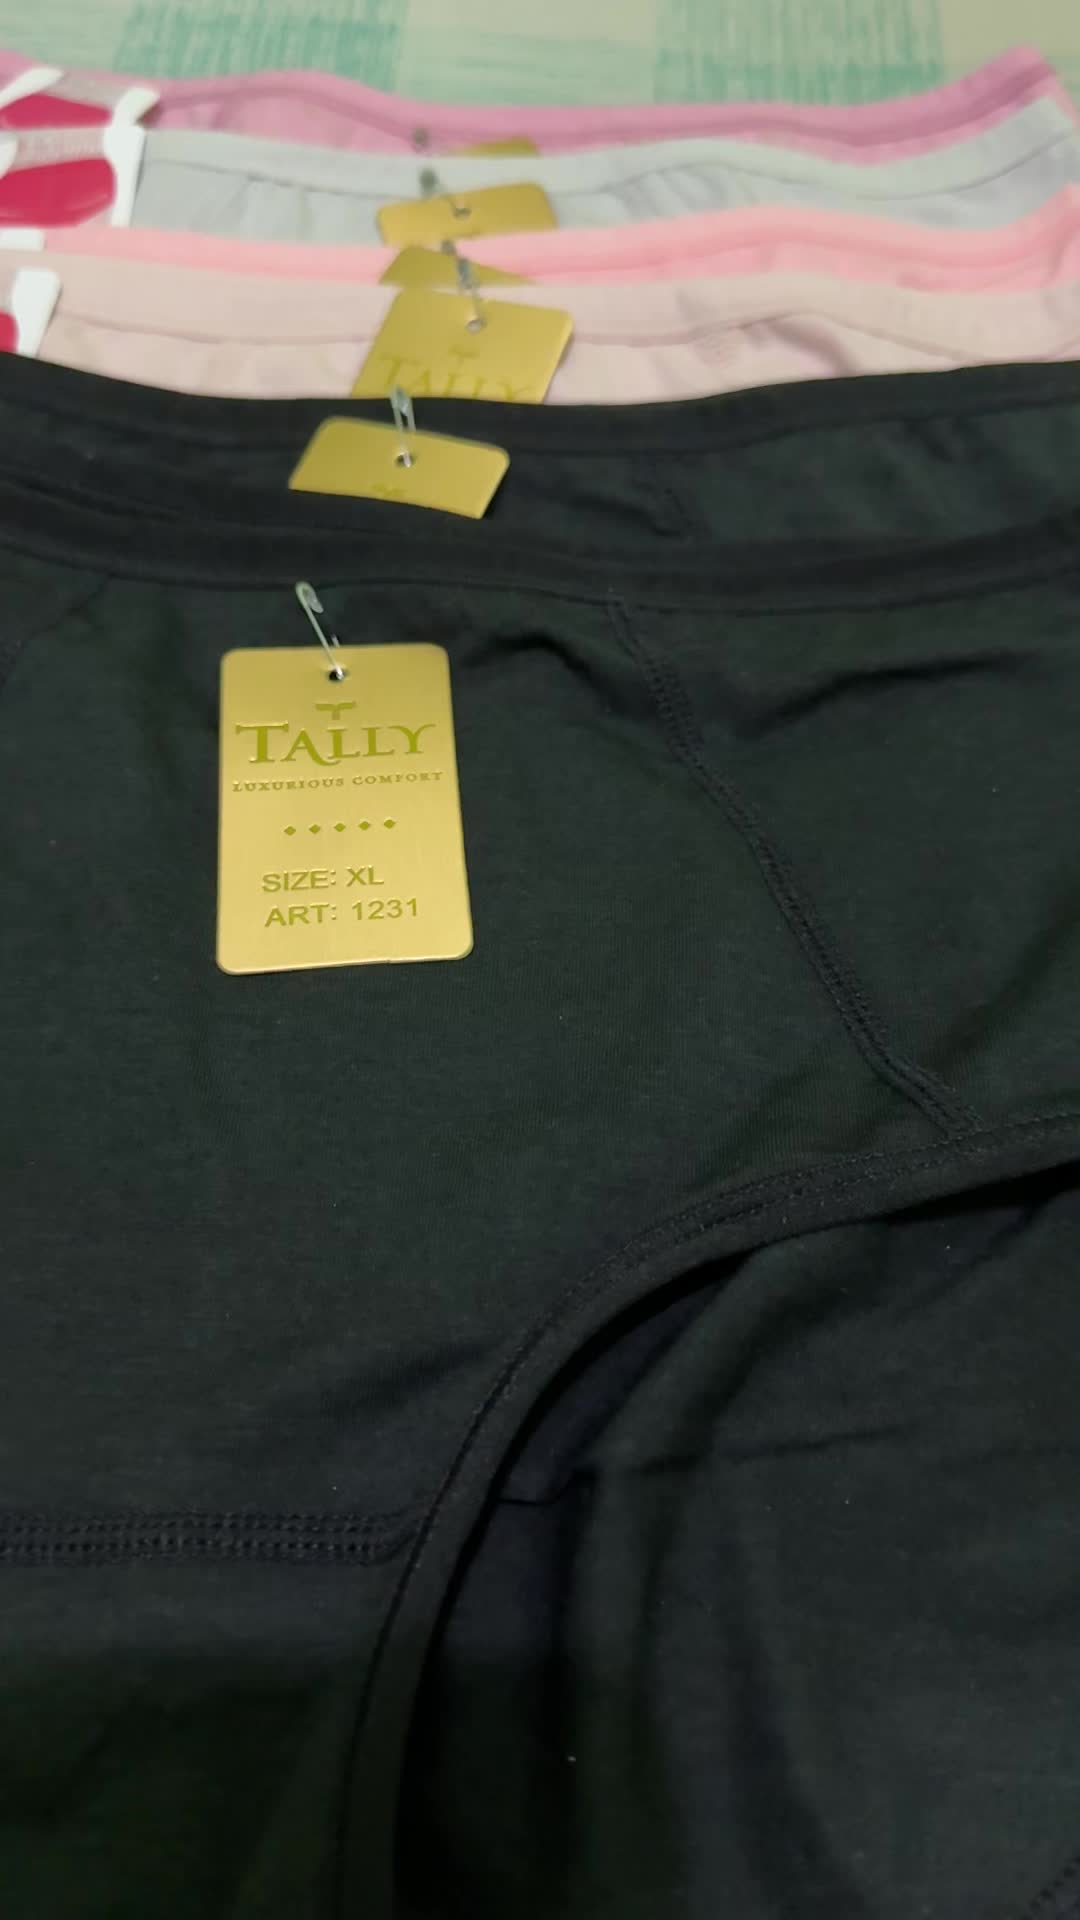 TALLY
TALLY
LUXURIOUS COMFORT
SIZE: XL
ART: 1231